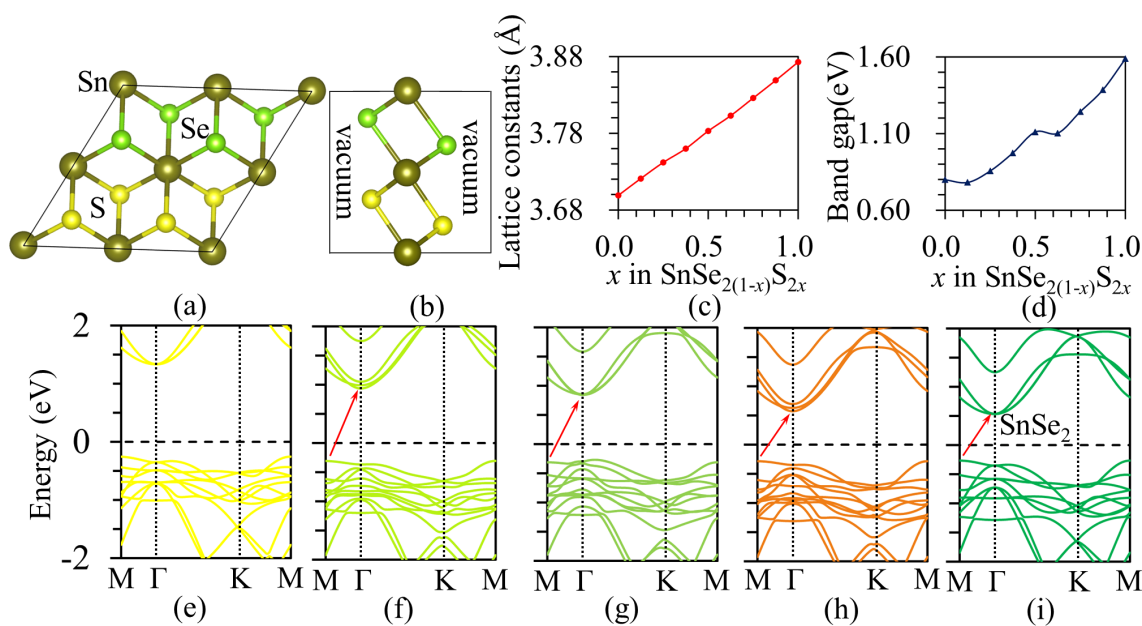 Sn
Se
S
(a)
vacuum
vacuum
(b)
Lattice constants (Å)
3.88
3.78
3.68
0.0 0.5 1.0
x in SnSe2(1-x)S2x
(c)
Band gap(eV)
1.60
1.10
0.60
0.0 0.5 1.0
x in SnSe2(1-x)S2x
(d)
Energy (eV)
2
0
-2
M Γ K M
(e)
M Γ K M
(f)
M Γ K M
(g)
M Γ K M
(h)
SnSe2
M Γ K M
(i)